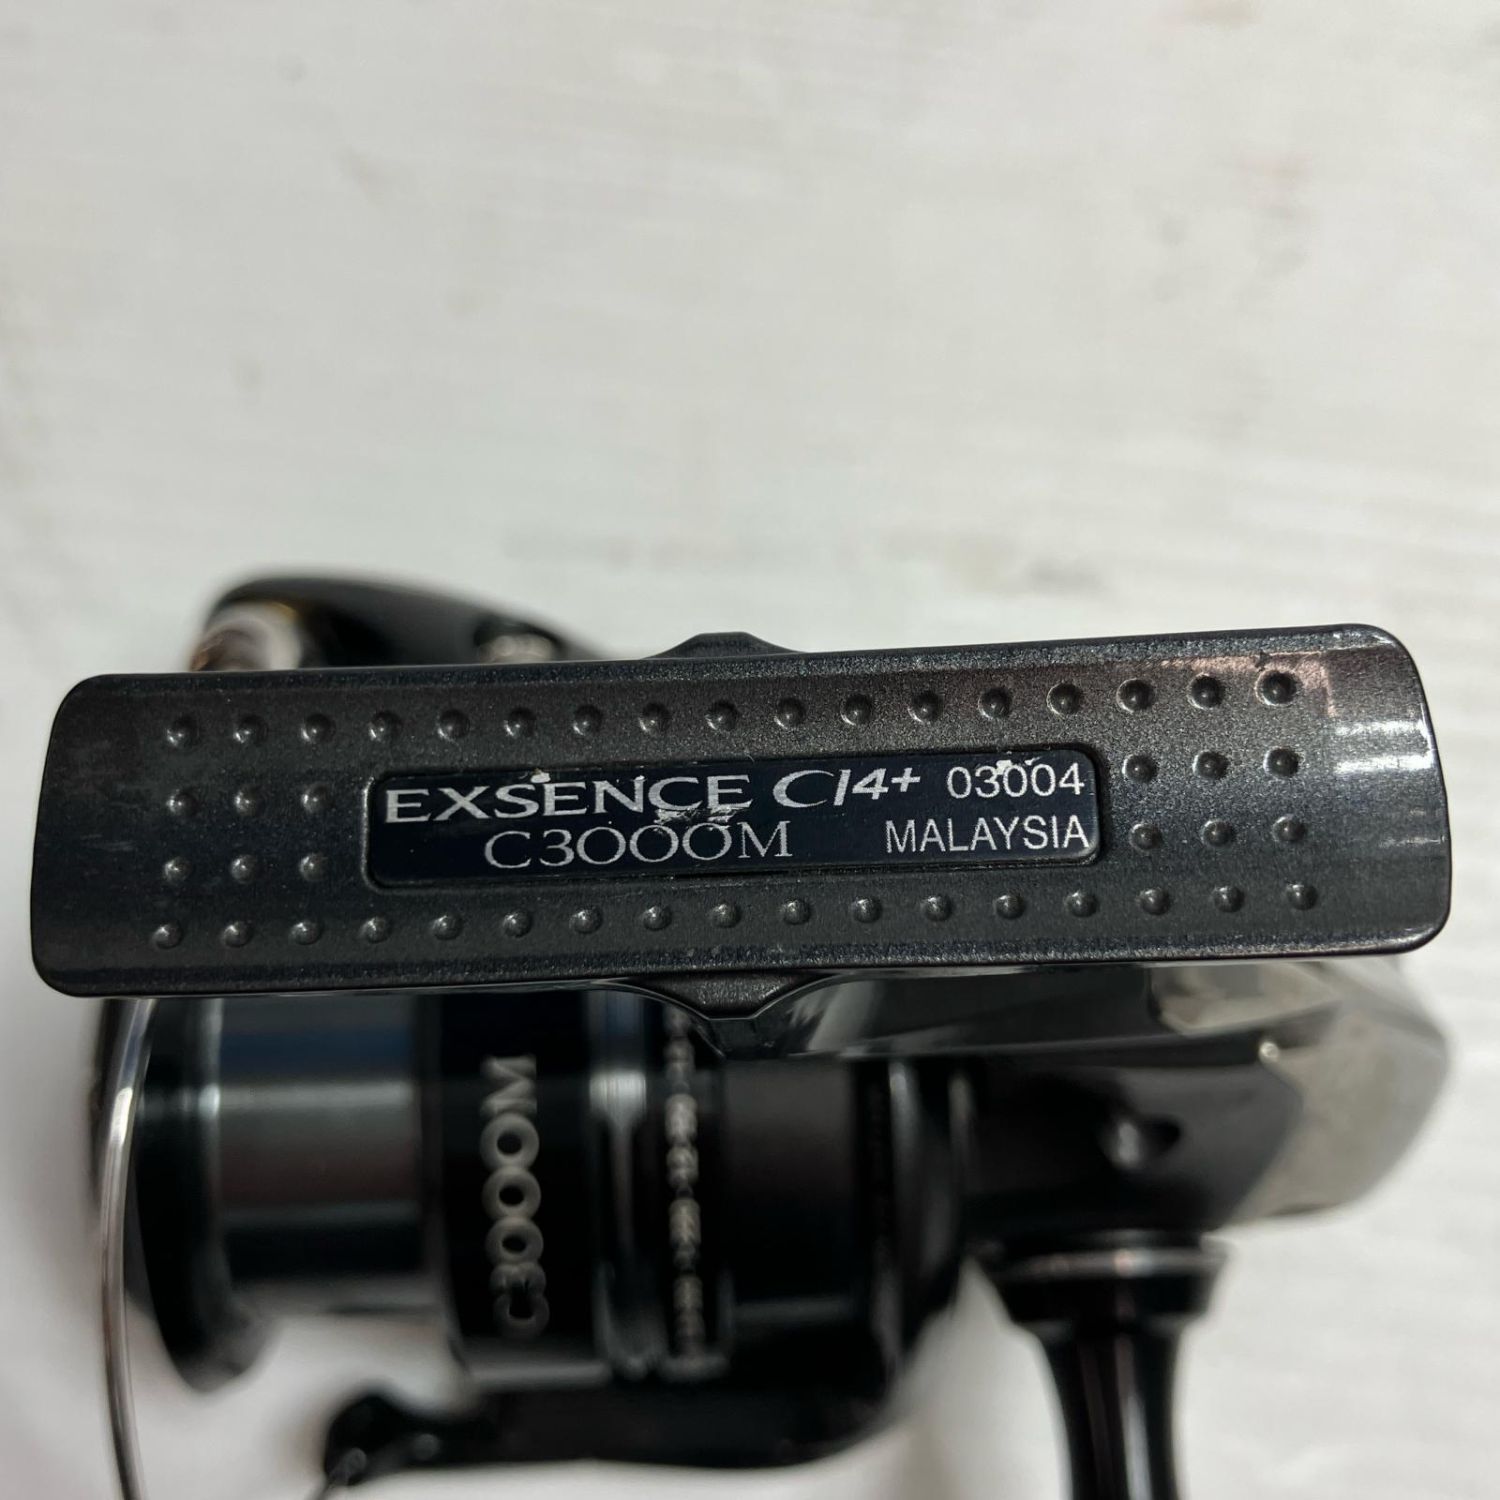 EXSENCE CI4+ 03004
C3000M MALAYSIA
C3000M